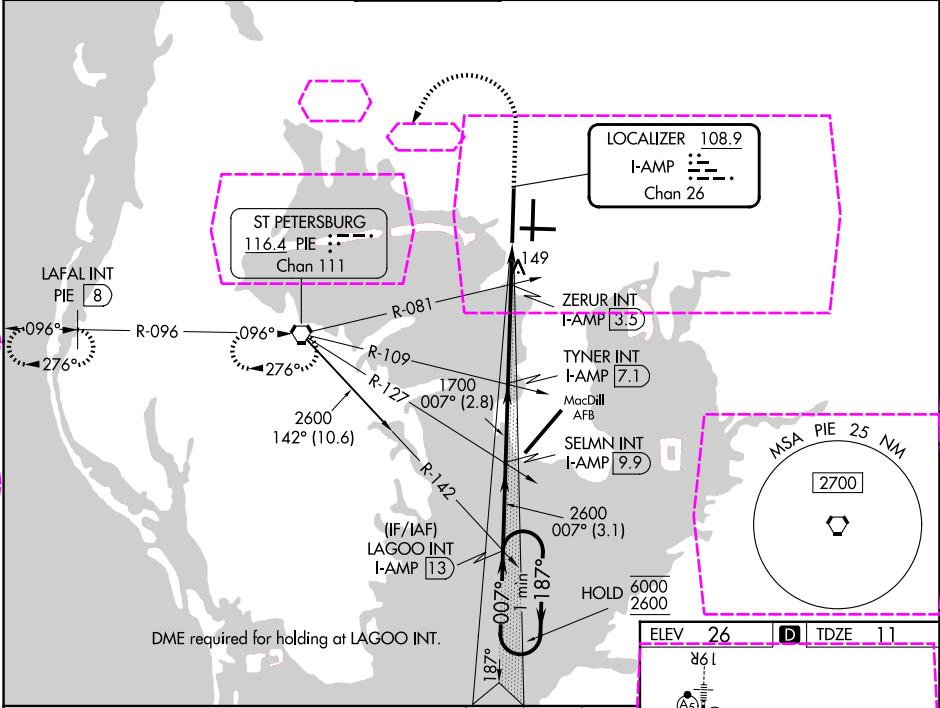 LOCALIZER 108.9
I-AMP
Chan 26
ST PETERSBURG
116.4 PIE
Chan 111
149
LAFAL INT
PIE 8
R-081
ZERUR INT
I-AMP 3.5
096°
R-096
096°
276°
276°
R-109
TYNER INT
I-AMP 7.1
R-127
1700
007° (2.8)
MacDill
AFB
2600
142° (10.6)
SELMN INT
I-AMP 9.9
MSA PIE 25 NM
2700
R-142
2600
007° (3.1)
(IF/IAF)
LAGOO INT
I-AMP 13
007°
1 min
187°
HOLD 6000
2600
DME required for holding at LAGOO INT.
187°
ELEV 26 D TDZE 11
19R
A5